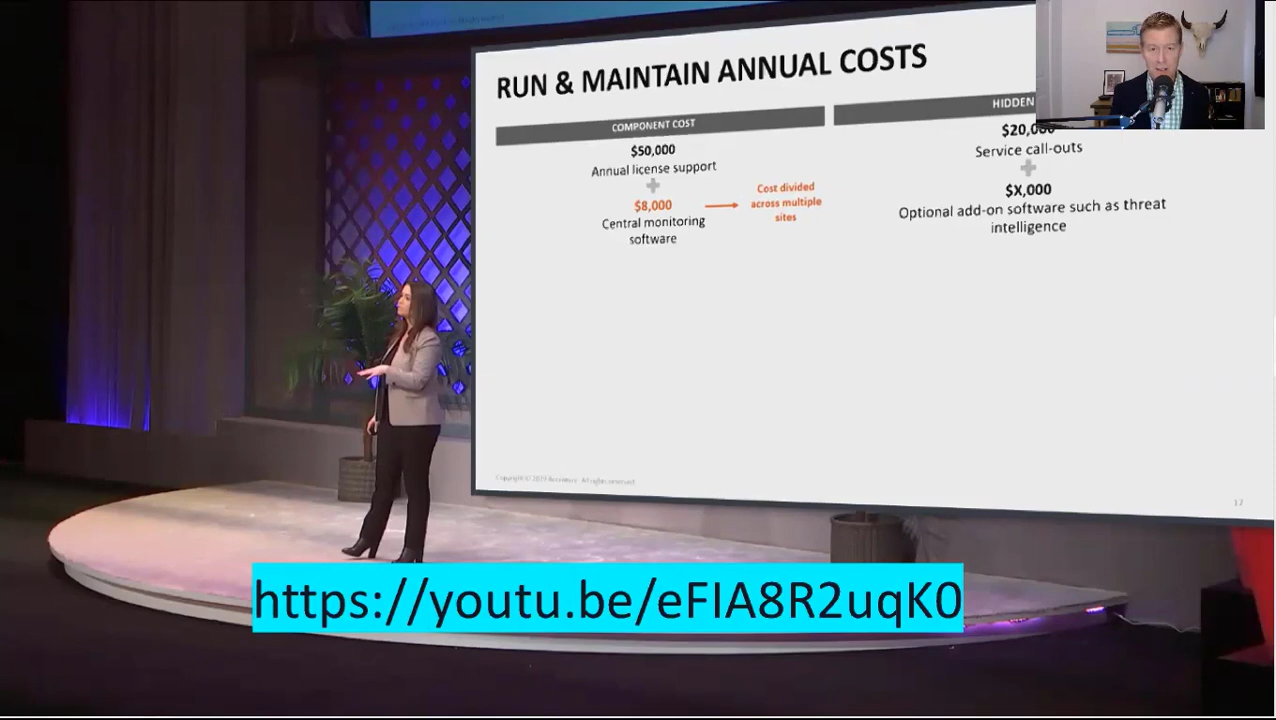 RUN & MAINTAIN ANNUAL COSTS
COMPONENT COST
$50,000
Annual license support
$8,000
Central monitoring
software
Cost divided
across multiple
sites
HIDDEN
$20,000
Service call-outs
$X,000
Optional add-on software such as threat
intelligence
Copyright © 2019 Accenture. All rights reserved.
17
https://youtu.be/eFIA8R2uqK0